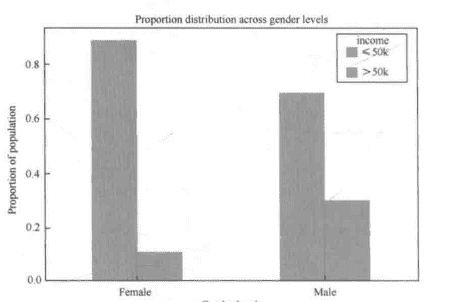 Proportion distribution across gender levels
income
≤50k
>50k
Proportion of population
0.8
0.6
0.4
0.2
0.0
Female
Male